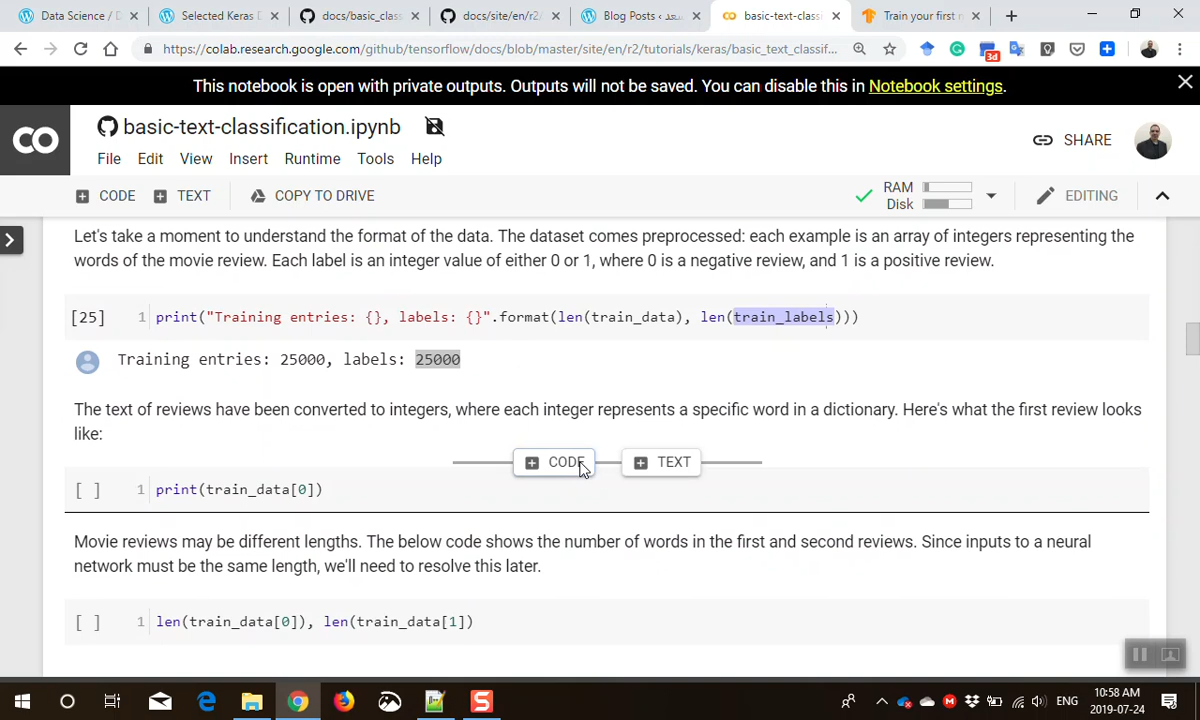 Data Science / D
Selected Keras D
docs/basic_clas
docs/site/en/r2/
Blog Posts ‹ د
basic-text-class
Train your first n
https://colab.research.google.com/github/tensorflow/docs/blob/master/site/en/r2/tutorials/keras/basic_text_classif...
3d
This notebook is open with private outputs. Outputs will not be saved. You can disable this in Notebook settings.
CO
basic-text-classification.ipynb
SHARE
File Edit View Insert Runtime Tools Help
CODE TEXT COPY TO DRIVE
RAM
Disk
EDITING
Let's take a moment to understand the format of the data. The dataset comes preprocessed: each example is an array of integers representing the
words of the movie review. Each label is an integer value of either 0 or 1, where 0 is a negative review, and 1 is a positive review.
[25] 1 print("Training entries: {}, labels: {}".format(len(train_data), len(train_labels)))
Training entries: 25000, labels: 25000
The text of reviews have been converted to integers, where each integer represents a specific word in a dictionary. Here's what the first review looks
like:
CODE TEXT
[ ] 1 print(train_data[0])
Movie reviews may be different lengths. The below code shows the number of words in the first and second reviews. Since inputs to a neural
network must be the same length, we'll need to resolve this later.
[ ] 1 len(train_data[0]), len(train_data[1])
ENG
10:58 AM
2019-07-24